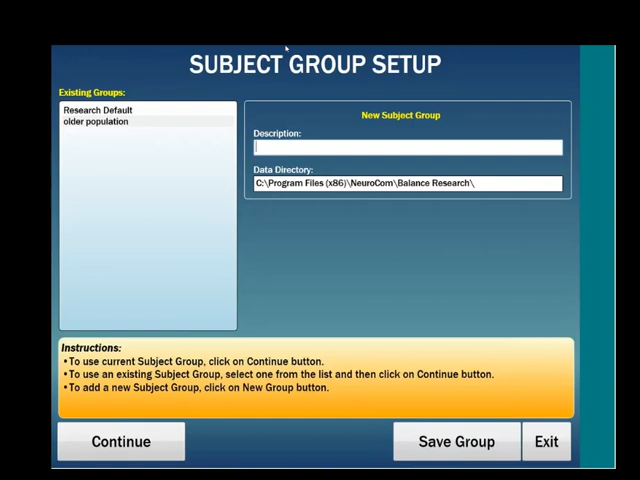 SUBJECT GROUP SETUP
Existing Groups:
Research Default
older population
New Subject Group
Description:
Data Directory:
C:\Program Files (x86)\NeuroCom\Balance Research\
Instructions:
•To use current Subject Group, click on Continue button.
•To use an existing Subject Group, select one from the list and then click on Continue button.
•To add a new Subject Group, click on New Group button.
Continue
Save Group
Exit